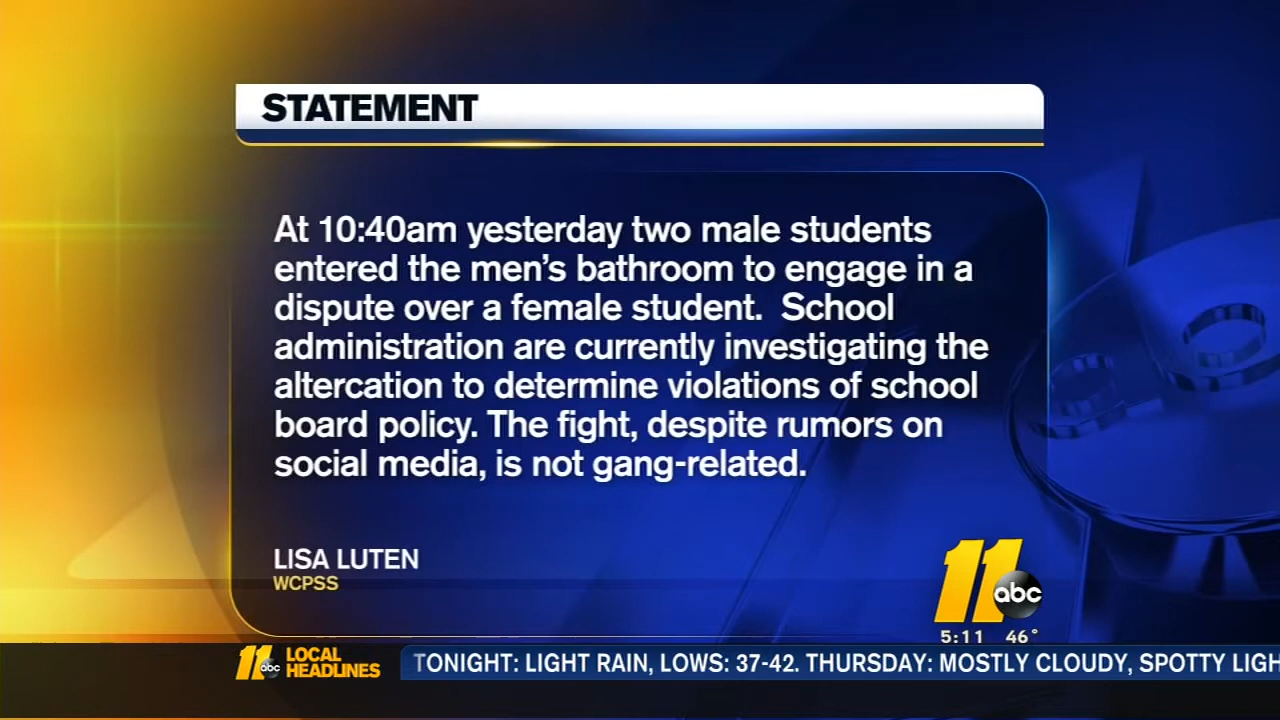 STATEMENT
At 10:40am yesterday two male students
entered the men's bathroom to engage in a
dispute over a female student.  School
administration are currently investigating the
altercation to determine violations of school
board policy. The fight, despite rumors on
social media, is not gang-related.
LISA LUTEN
WCPSS
11 abc
5:11 46°
11 abc LOCAL
HEADLINES
TONIGHT: LIGHT RAIN, LOWS: 37-42. THURSDAY: MOSTLY CLOUDY, SPOTTY LIGH